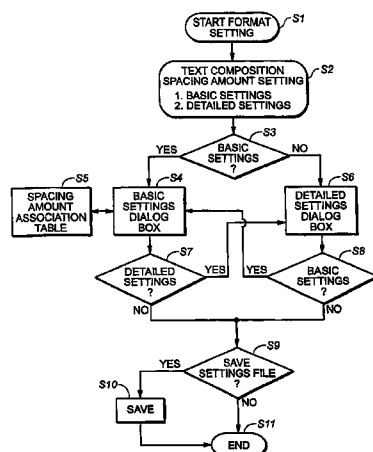 S1
START FORMAT
SETTING
S2
TEXT COMPOSITION
SPACING AMOUNT SETTING
1. BASIC SETTINGS
2. DETAILED SETTINGS
S3
YES
BASIC
SETTINGS
?
NO
S5
SPACING
AMOUNT
ASSOCIATION
TABLE
S4
BASIC
SETTINGS
DIALOG
BOX
S6
DETAILED
SETTINGS
DIALOG
BOX
S7
DETAILED
SETTINGS
?
YES
NO
S8
YES
BASIC
SETTINGS
?
NO
S9
YES
SAVE
SETTINGS FILE
?
NO
S10
SAVE
S11
END